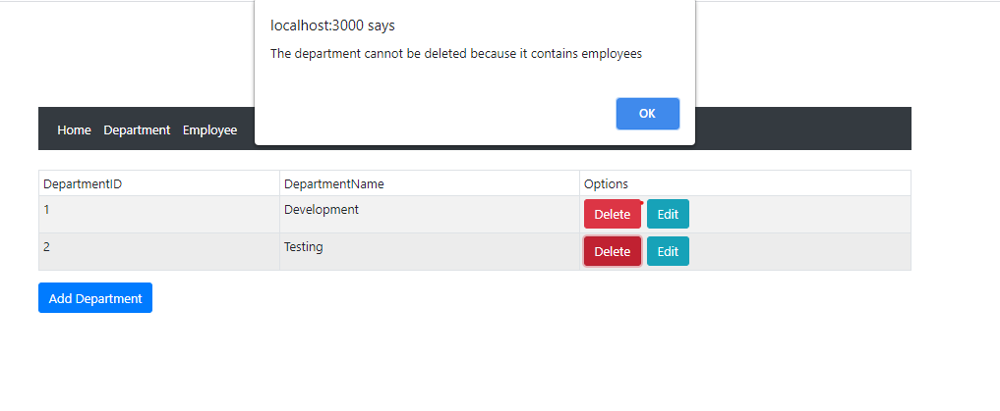 localhost:3000 says
The department cannot be deleted because it contains employees
OK
Home Department Employee
DepartmentID DepartmentName Options
1 Development Delete Edit
2 Testing Delete Edit
Add Department